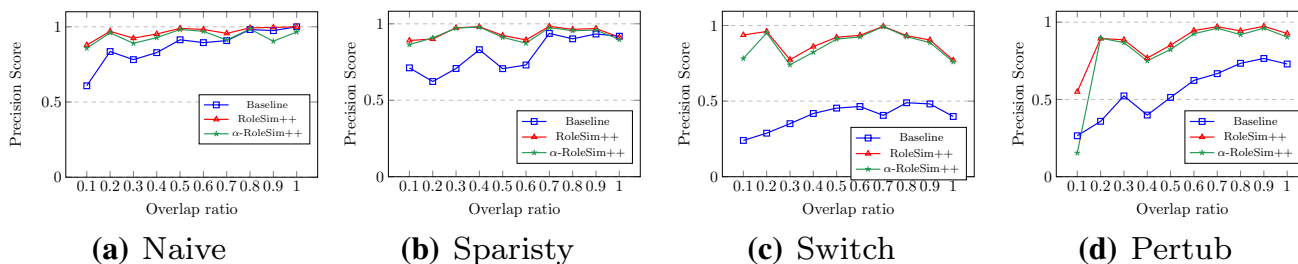 1
0.5
0
Precision Score
0.1 0.2 0.3 0.4 0.5 0.6 0.7 0.8 0.9 1
Overlap ratio
Baseline
RoleSim++
α-RoleSim++
(a) Naive
1
0.5
0
Precision Score
0.1 0.2 0.3 0.4 0.5 0.6 0.7 0.8 0.9 1
Overlap ratio
Baseline
RoleSim++
α-RoleSim++
(b) Sparisty
1
0.5
0
Precision Score
0.1 0.2 0.3 0.4 0.5 0.6 0.7 0.8 0.9 1
Overlap ratio
Baseline
RoleSim++
α-RoleSim++
(c) Switch
1
0.5
0
Precision Score
0.1 0.2 0.3 0.4 0.5 0.6 0.7 0.8 0.9 1
Overlap ratio
Baseline
RoleSim++
α-RoleSim++
(d) Pertub